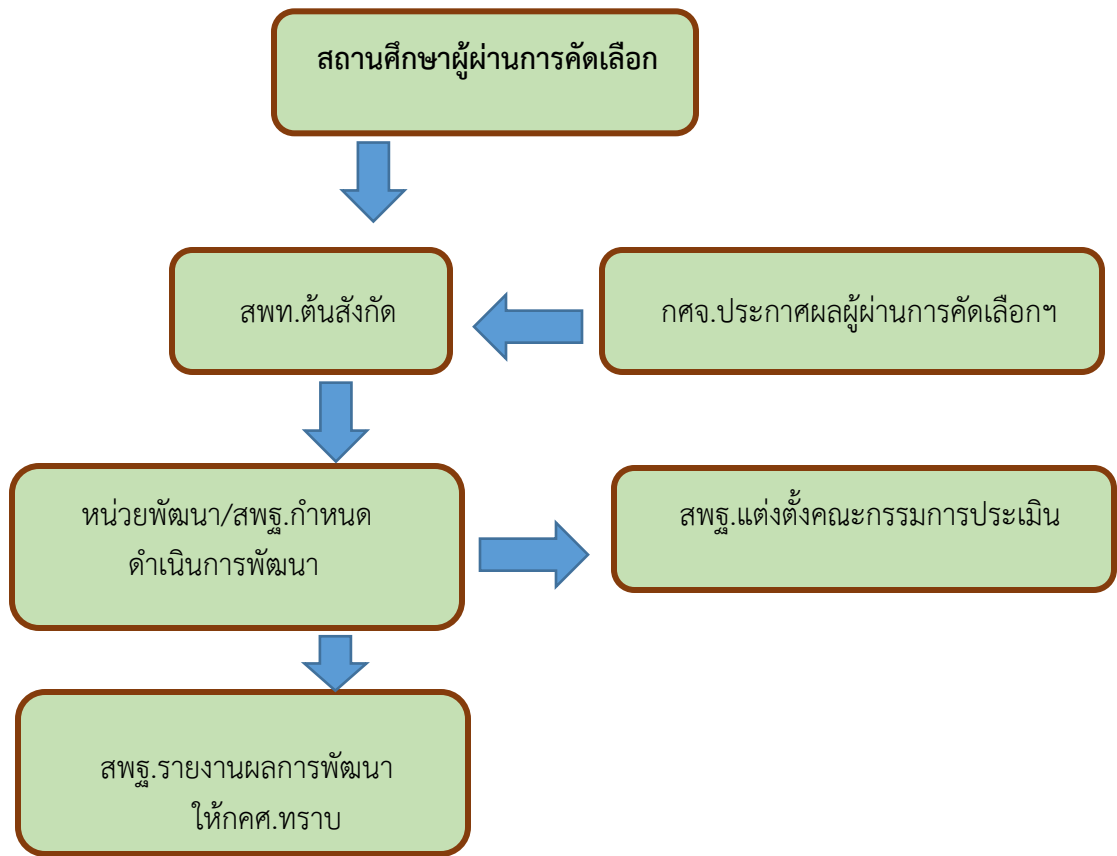 สถานศึกษาผู้ผ่านการคัดเลือก
สพท.ต้นสังกัด
กศจ.ประกาศผลผู้ผ่านการคัดเลือกฯ
หน่วยพัฒนา/สพฐ.กำหนด
ดำเนินการพัฒนา
สพฐ.แต่งตั้งคณะกรรมการประเมิน
สพฐ.รายงานผลการพัฒนา
ให้กคศ.ทราบ